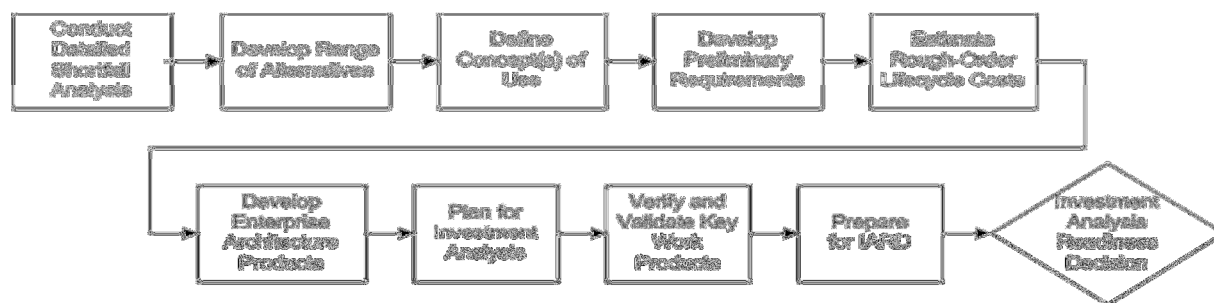 Conduct
Detailed
Shortfall
Analysis
Develop Range
of Alternatives
Define
Concept(s) of
Use
Develop
Preliminary
Requirements
Estimate
Rough-Order
Lifecycle Costs
Develop
Enterprise
Architecture
Products
Plan for
Investment
Analysis
Verify and
Validate Key
Work
Products
Prepare
for IARD
Investment
Analysis
Readiness
Decision